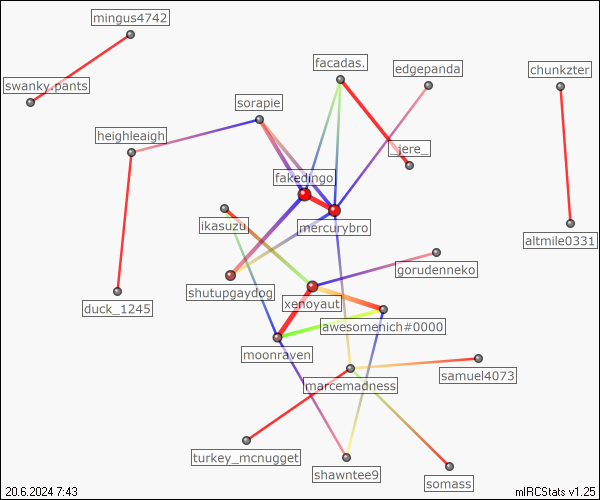 mingus4742
swanky.pants
facadas.
edgepanda
chunkzter
sorapie
heighleaigh
_jere_
fakedingo
ikasuzu
mercurybro
altmile0331
gorudenneko
shutupgaydog
xenoyaut
duck_1245
awesomenich#0000
moonraven
samuel4073
marcemadness
turkey_mcnugget
shawntee9
somass
20.6.2024 7:43
mIRCStats v1.25